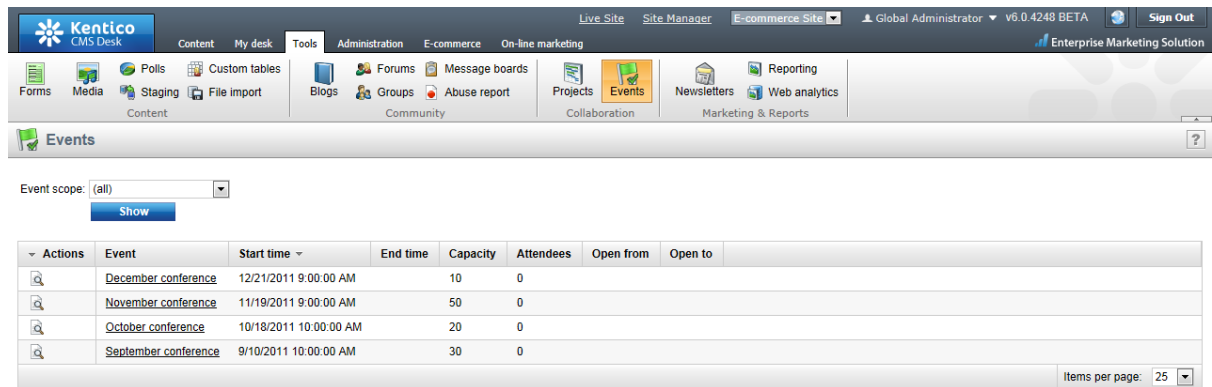 Live Site Site Manager E-commerce Site Global Administrator v6.0.4248 BETA Sign Out
Kentico
CMS Desk Content My desk Tools Administration E-commerce On-line marketing Enterprise Marketing Solution
Polls Custom tables Forums Message boards Reporting
Forms Media Staging File import Blogs Groups Abuse report Projects Events Newsletters Web analytics
Content Community Collaboration Marketing & Reports
Events ?
Event scope: (all)
Show
Actions Event Start time End time Capacity Attendees Open from Open to
December conference 12/21/2011 9:00:00 AM 10 0
November conference 11/19/2011 9:00:00 AM 50 0
October conference 10/18/2011 10:00:00 AM 20 0
September conference 9/10/2011 10:00:00 AM 30 0
Items per page: 25